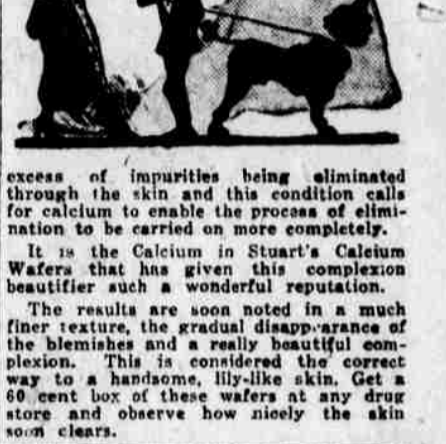 excess of impurities being eliminated
through the skin and this condition calls
for calcium to enable the process of elimi-
nation to be carried on more completely.
It is the Calcium in Stuart's Calcium
Wafers that has given this complexion
beautifier such a wonderful reputation.
The results are soon noted in a much
finer texture, the gradual disappearance of
the blemishes and a really beautiful com-
plexion. This is considered the correct
way to a handsome, lily-like skin. Get a
60 cent box of these wafers at any drug
store and observe how nicely the skin
soon clears.